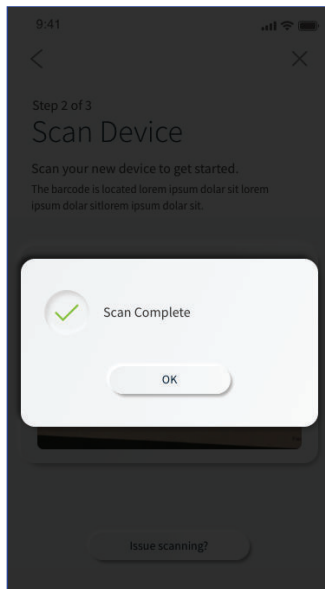 9:41
Step 2 of 3
Scan Device
Scan your new device to get started.
The barcode is located lorem ipsum dolar sit lorem
ipsum dolar sitlorem ipsum dolar sit.
Scan Complete
OK
Issue scanning?